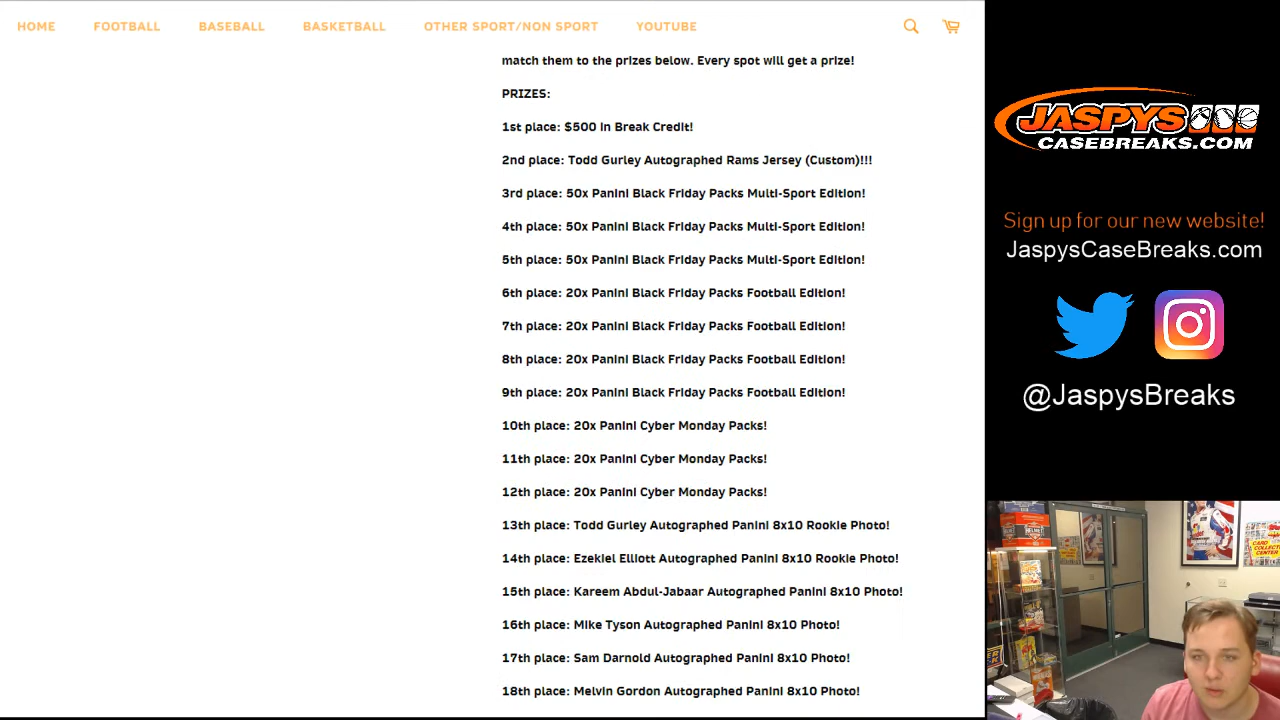 HOME FOOTBALL BASEBALL BASKETBALL OTHER SPORT/NON SPORT YOUTUBE
match them to the prizes below. Every spot will get a prize!
PRIZES:
1st place: $500 in Break Credit!
2nd place: Todd Gurley Autographed Rams Jersey (Custom)!!!
3rd place: 50x Panini Black Friday Packs Multi-Sport Edition!
4th place: 50x Panini Black Friday Packs Multi-Sport Edition!
5th place: 50x Panini Black Friday Packs Multi-Sport Edition!
6th place: 20x Panini Black Friday Packs Football Edition!
7th place: 20x Panini Black Friday Packs Football Edition!
8th place: 20x Panini Black Friday Packs Football Edition!
9th place: 20x Panini Black Friday Packs Football Edition!
10th place: 20x Panini Cyber Monday Packs!
11th place: 20x Panini Cyber Monday Packs!
12th place: 20x Panini Cyber Monday Packs!
13th place: Todd Gurley Autographed Panini 8x10 Rookie Photo!
14th place: Ezekiel Elliott Autographed Panini 8x10 Rookie Photo!
15th place: Kareem Abdul-Jabaar Autographed Panini 8x10 Photo!
16th place: Mike Tyson Autographed Panini 8x10 Photo!
17th place: Sam Darnold Autographed Panini 8x10 Photo!
18th place: Melvin Gordon Autographed Panini 8x10 Photo!
JASPYS
CASEBREAKS.COM
Sign up for our new website!
JaspysCaseBreaks.com
@JaspysBreaks